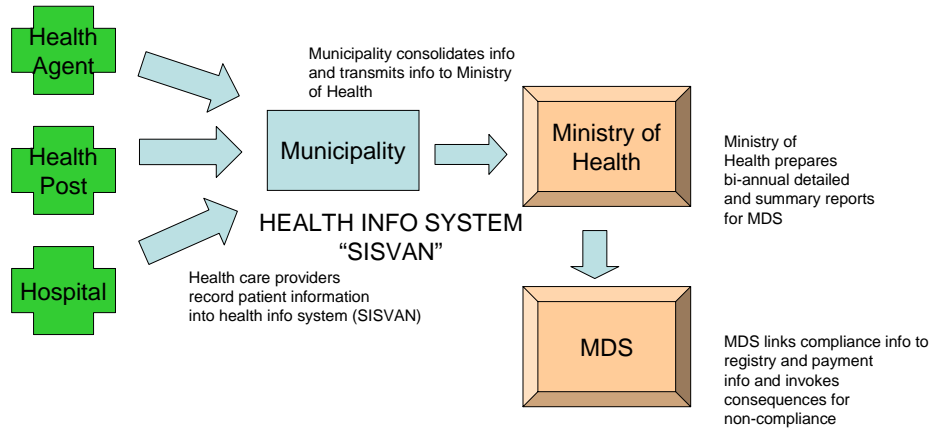 Health
Agent
Municipality consolidates info
and transmits info to Ministry
of Health
Health
Post
Municipality
Ministry of
Health
Ministry of
Health prepares
bi-annual detailed
and summary reports
for MDS
HEALTH INFO SYSTEM
“SISVAN”
Hospital
Health care providers
record patient information
into health info system (SISVAN)
MDS
MDS links compliance info to
registry and payment
info and invokes
consequences for
non-compliance